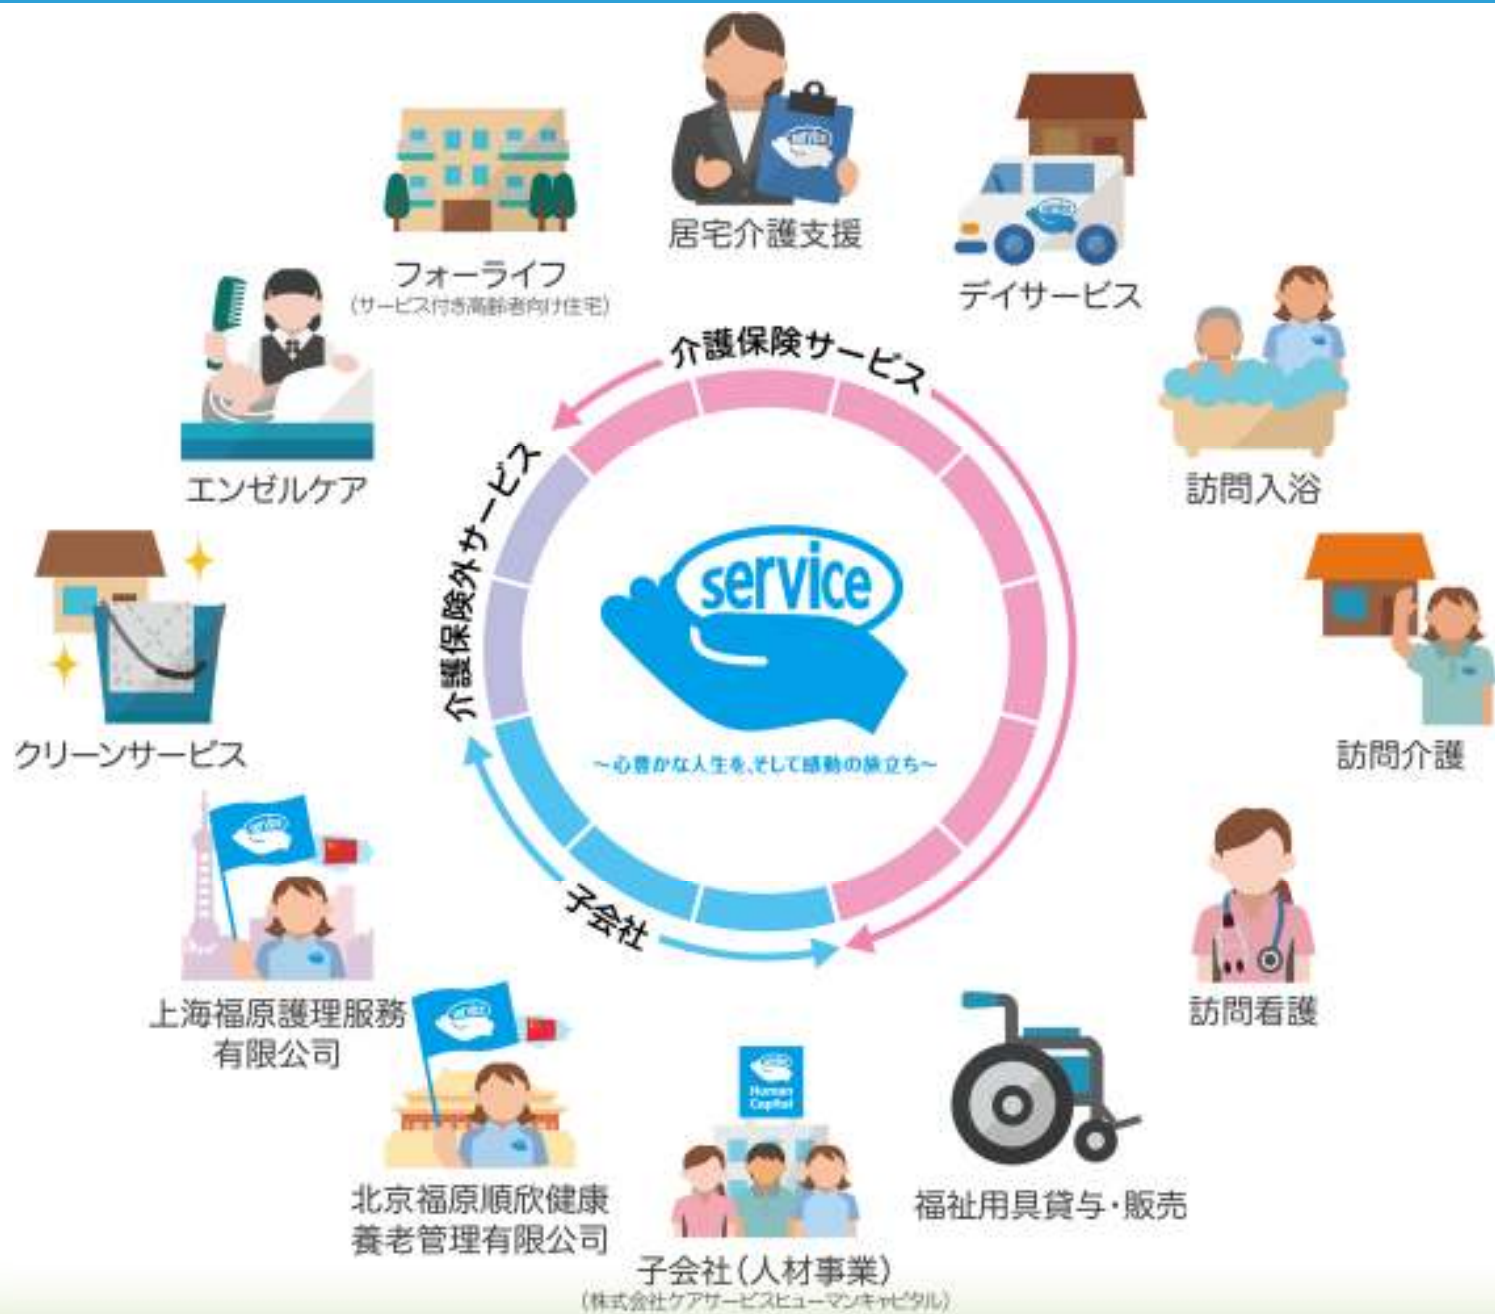 居宅介護支援
フォーライフ
(サービス付き高齢者向け住宅)
デイサービス
エンゼルケア
訪問入浴
クリーンサービス
訪問介護
訪問看護
介護保険サービス
介護保険外サービス
service
～心豊かな人生を、そして感動の旅立ち～
子会社
上海福原護理服務
有限公司
北京福原順欣健康
養老管理有限公司
Human
Capital
子会社(人材事業)
(株式会社ケアサービスヒューマンキャピタル)
福祉用具貸与・販売